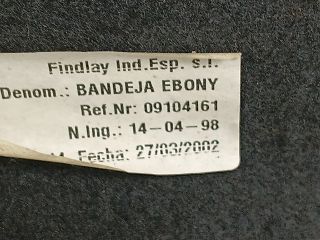 Findlay Ind.Esp. s.l.
Denom.: BANDEJA EBONY
Ref.Nr: 09104161
N.Ing.: 14-04-98
Fecha: 27/03/2002